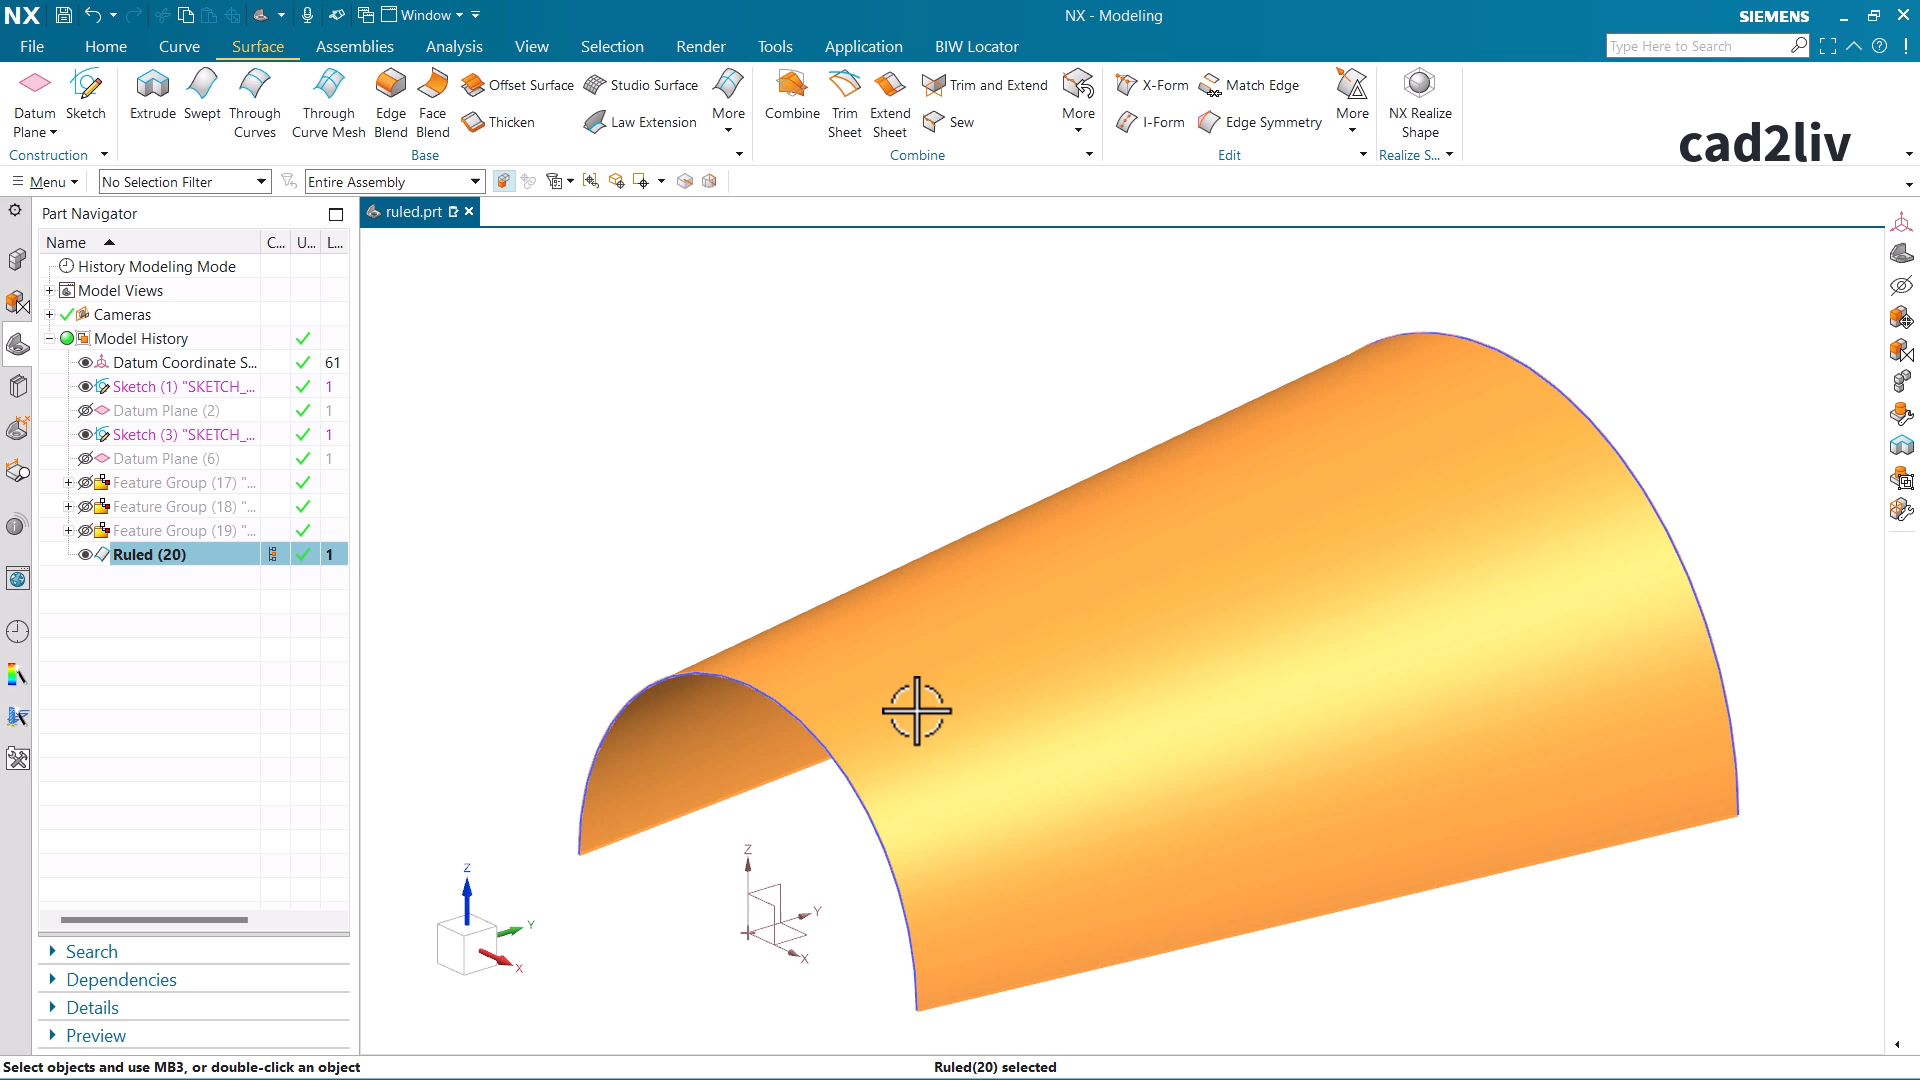 NX
Window
NX - Modeling
SIEMENS
File Home Curve Surface Assemblies Analysis View Selection Render Tools Application BIW Locator
Type Here to Search
Datum Plane
Sketch
Extrude
Swept
Through Curves
Through Curve Mesh
Edge Blend
Face Blend
Offset Surface
Thicken
Studio Surface
Law Extension
More
Combine
Trim Sheet
Extend Sheet
Trim and Extend
Sew
More
X-Form
I-Form
Match Edge
Edge Symmetry
More
NX Realize Shape
cad2liv
Construction Base Combine Edit Realize S...
Menu No Selection Filter Entire Assembly
Part Navigator
ruled.prt
Name C... U... L...
History Modeling Mode
Model Views
Cameras
Model History
Datum Coordinate S... 61
Sketch (1) "SKETCH_... 1
Datum Plane (2) 1
Sketch (3) "SKETCH_... 1
Datum Plane (6) 1
Feature Group (17) "...
Feature Group (18) "...
Feature Group (19) "...
Ruled (20) 1
Z
Y
X
Z
Y
X
Search
Dependencies
Details
Preview
Select objects and use MB3, or double-click an object
Ruled(20) selected